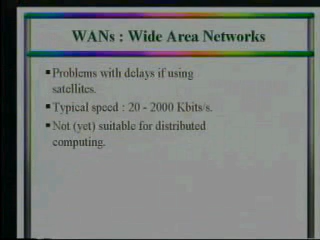 WANs : Wide Area Networks
▪Problems with delays if using
satellites.
▪Typical speed : 20 - 2000 Kbits/s.
▪Not (yet) suitable for distributed
computing.